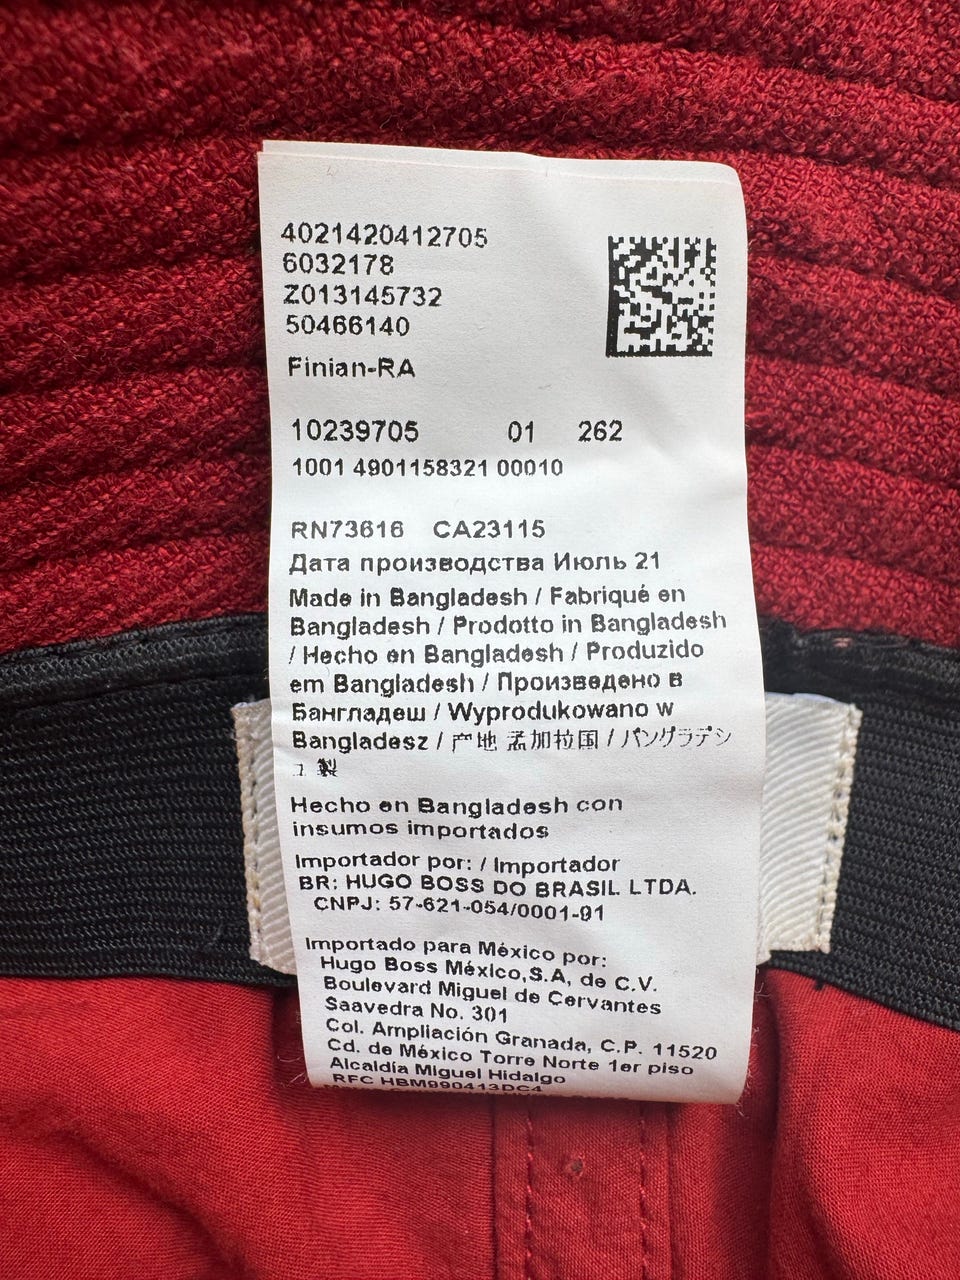 4021420412705
6032178
Z013145732
50466140
Finian-RA
10239705 01 262
1001 4901158321 00010
RN73616 CA23115
Дата производства Июль 21
Made in Bangladesh / Fabriqué en
Bangladesh / Prodotto in Bangladesh
/ Hecho en Bangladesh / Produzido
em Bangladesh / Произведено в
Бангладеш / Wyprodukowano w
Bangladesz / 产地 孟加拉国 / バングラデシ
ュ 製
Hecho en Bangladesh con
insumos importados
Importador por: / Importador
BR: HUGO BOSS DO BRASIL LTDA.
CNPJ: 57-621-054/0001-91
Importado para México por:
Hugo Boss México,S.A, de C.V.
Boulevard Miguel de Cervantes
Saavedra No. 301
Col. Ampliación Granada, C.P. 11520
Cd. de México Torre Norte 1er piso
Alcaldía Miguel Hidalgo
RFC HBM990413DC4